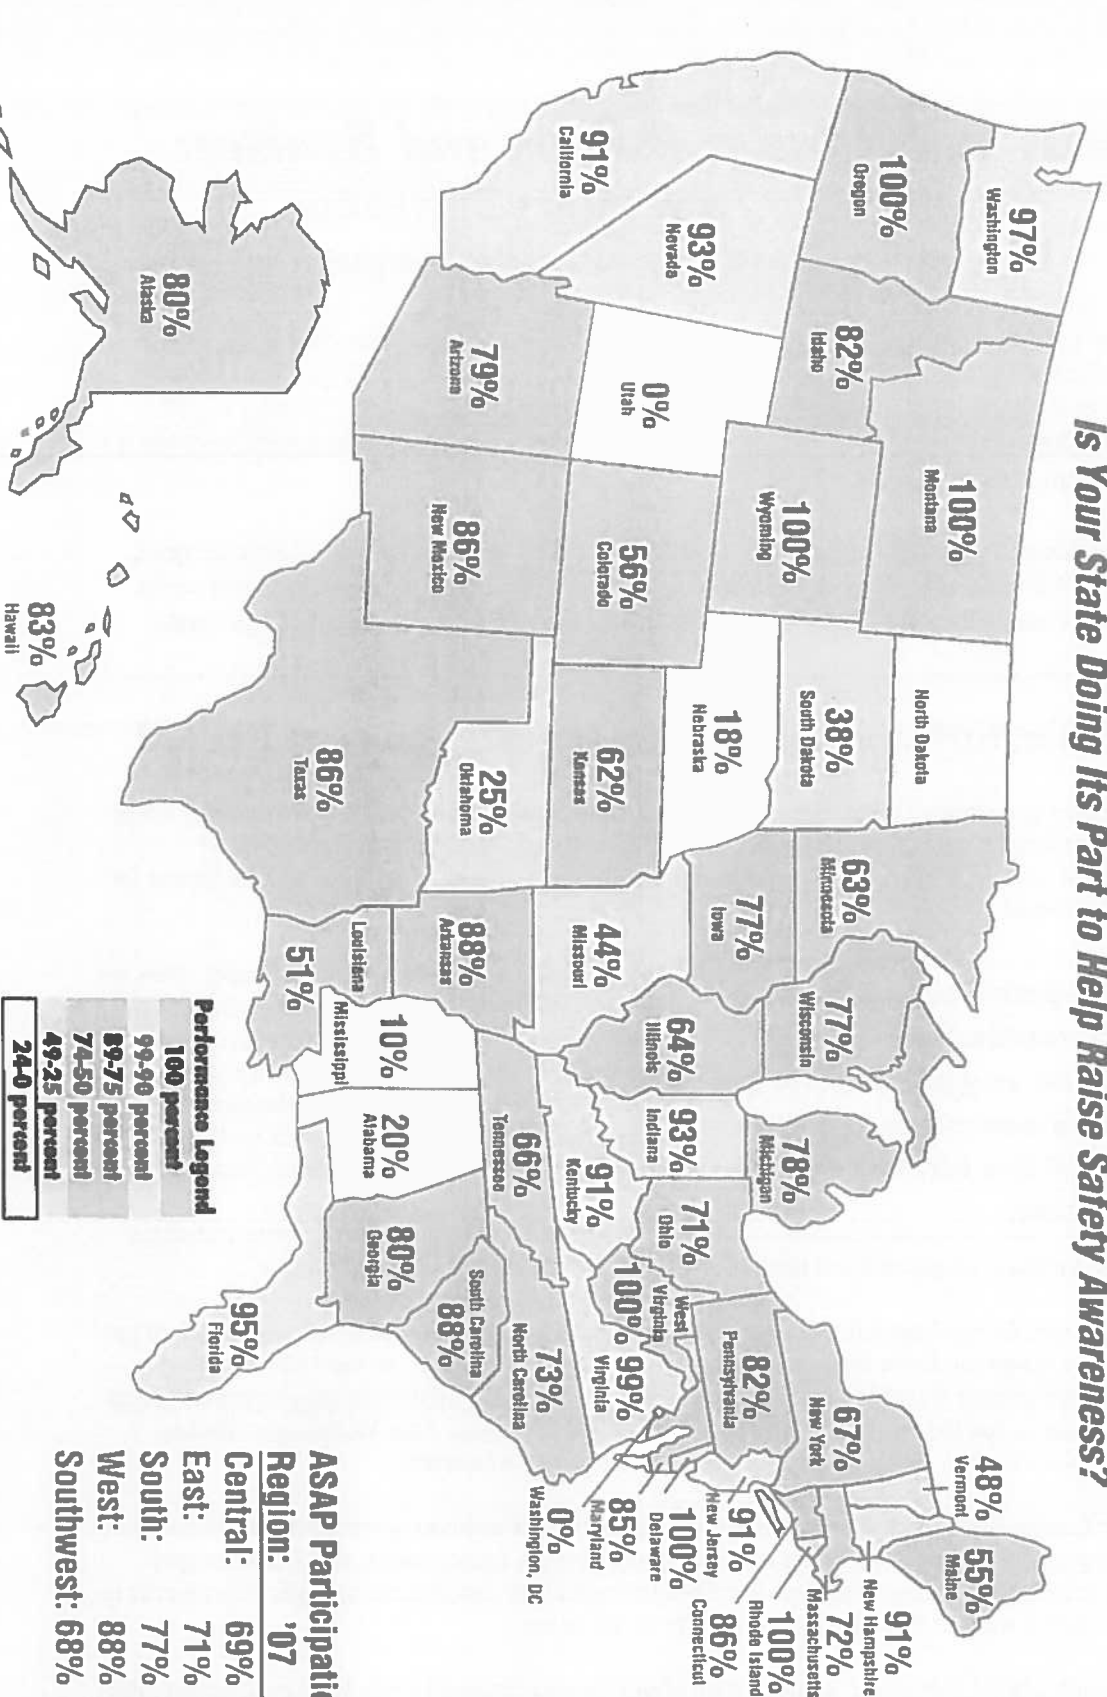 Is Your State Doing Its Part to Help Raise Safety Awareness?
97%
Washington
100%
Oregon
91%
California
93%
Nevada
82%
Idaho
100%
Montana
100%
Wyoming
0%
Utah
79%
Arizona
56%
Colorado
86%
New Mexico
North Dakota
38%
South Dakota
18%
Nebraska
62%
Kansas
25%
Oklahoma
86%
Texas
63%
Minnesota
77%
Iowa
44%
Missouri
88%
Arkansas
Louisiana
51%
77%
Wisconsin
64%
Illinois
10%
Mississippi
78%
Michigan
93%
Indiana
91%
Kentucky
66%
Tennessee
20%
Alabama
71%
Ohio
80%
Georgia
95%
Florida
South Carolina
88%
73%
North Carolina
99%
Virginia
West
Virginia
100%
82%
Pennsylvania
67%
New York
48%
Vermont
55%
Maine
91%
New Hampshire
72%
Massachusetts
100%
Rhode Island
86%
Connecticut
91%
New Jersey
100%
Delaware
85%
Maryland
0%
Washington, DC
80%
Alaska
83%
Hawaii
Performance Legend
100 percent
99-90 percent
89-75 percent
74-50 percent
49-25 percent
24-0 percent
ASAP
Region: '07
Central: 69%
East: 71%
South: 77%
West: 88%
Southwest: 68%